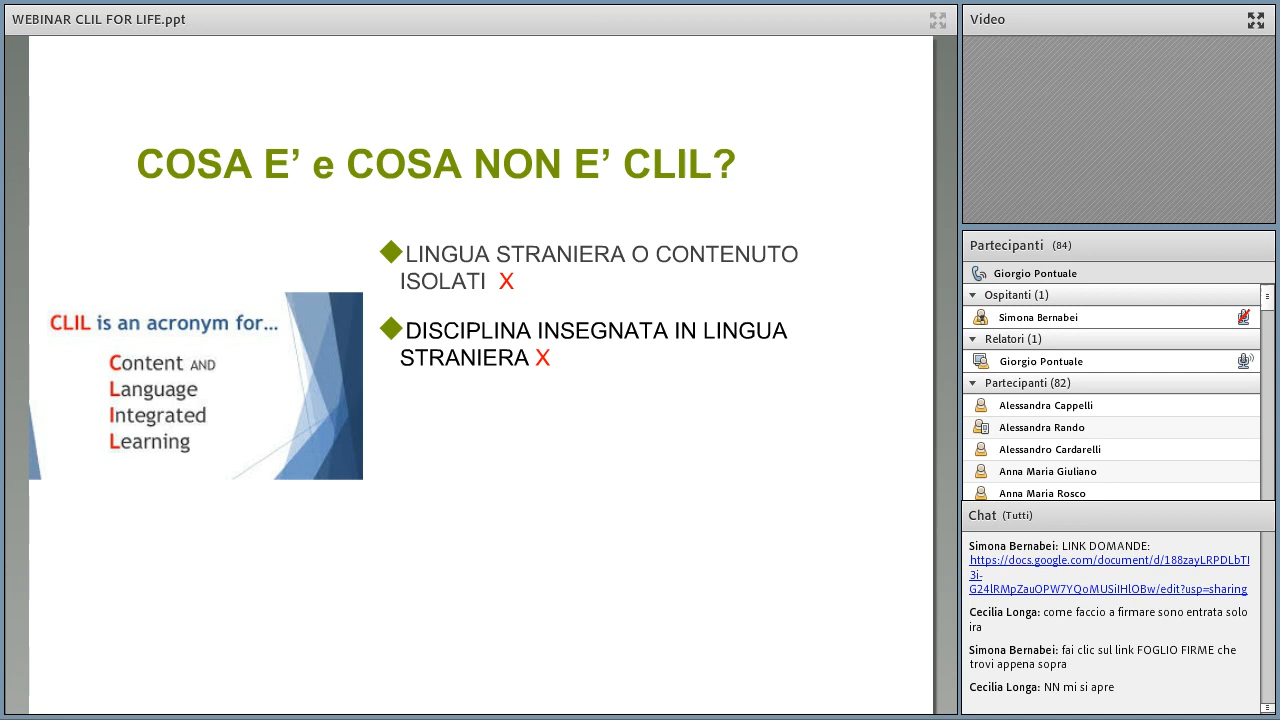 WEBINAR CLIL FOR LIFE.ppt
COSA E’ e COSA NON E’ CLIL?
LINGUA STRANIERA O CONTENUTO
ISOLATI X
DISCIPLINA INSEGNATA IN LINGUA
STRANIERA X
CLIL is an acronym for...
Content AND
Language
Integrated
Learning
Video
Partecipanti (84)
Giorgio Pontuale
Ospitanti (1)
Simona Bernabei
Relatori (1)
Giorgio Pontuale
Partecipanti (82)
Alessandra Cappelli
Alessandra Rando
Alessandro Cardarelli
Anna Maria Giuliano
Anna Maria Rosco
Chat (Tutti)
Simona Bernabei: LINK DOMANDE:
https://docs.google.com/document/d/188zayLRPDLbTI
3i-
G24lRMpZauOPW7YQoMUSiIHlOBw/edit?usp=sharing
Cecilia Longa: come faccio a firmare sono entrata solo
ira
Simona Bernabei: fai clic sul link FOGLIO FIRME che
trovi appena sopra
Cecilia Longa: NN mi si apre